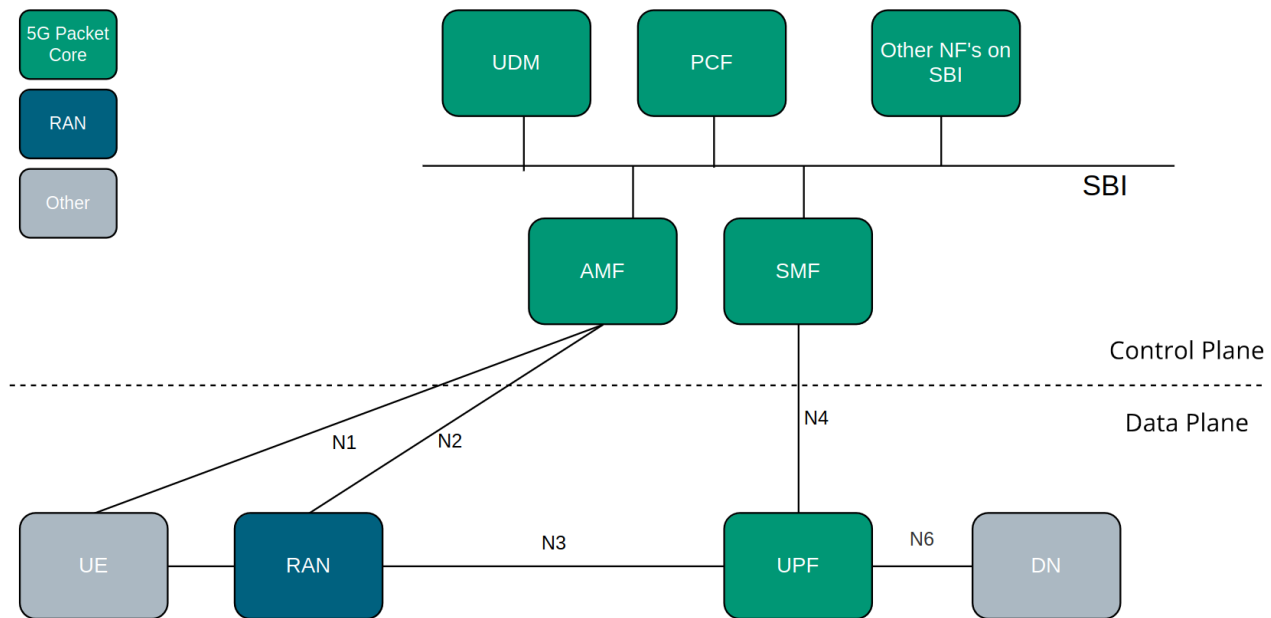 5G Packet
Core
RAN
Other
UDM
PCF
Other NF's on
SBI
SBI
AMF
SMF
Control Plane
Data Plane
N1
N2
N4
UE
RAN
N3
UPF
N6
DN